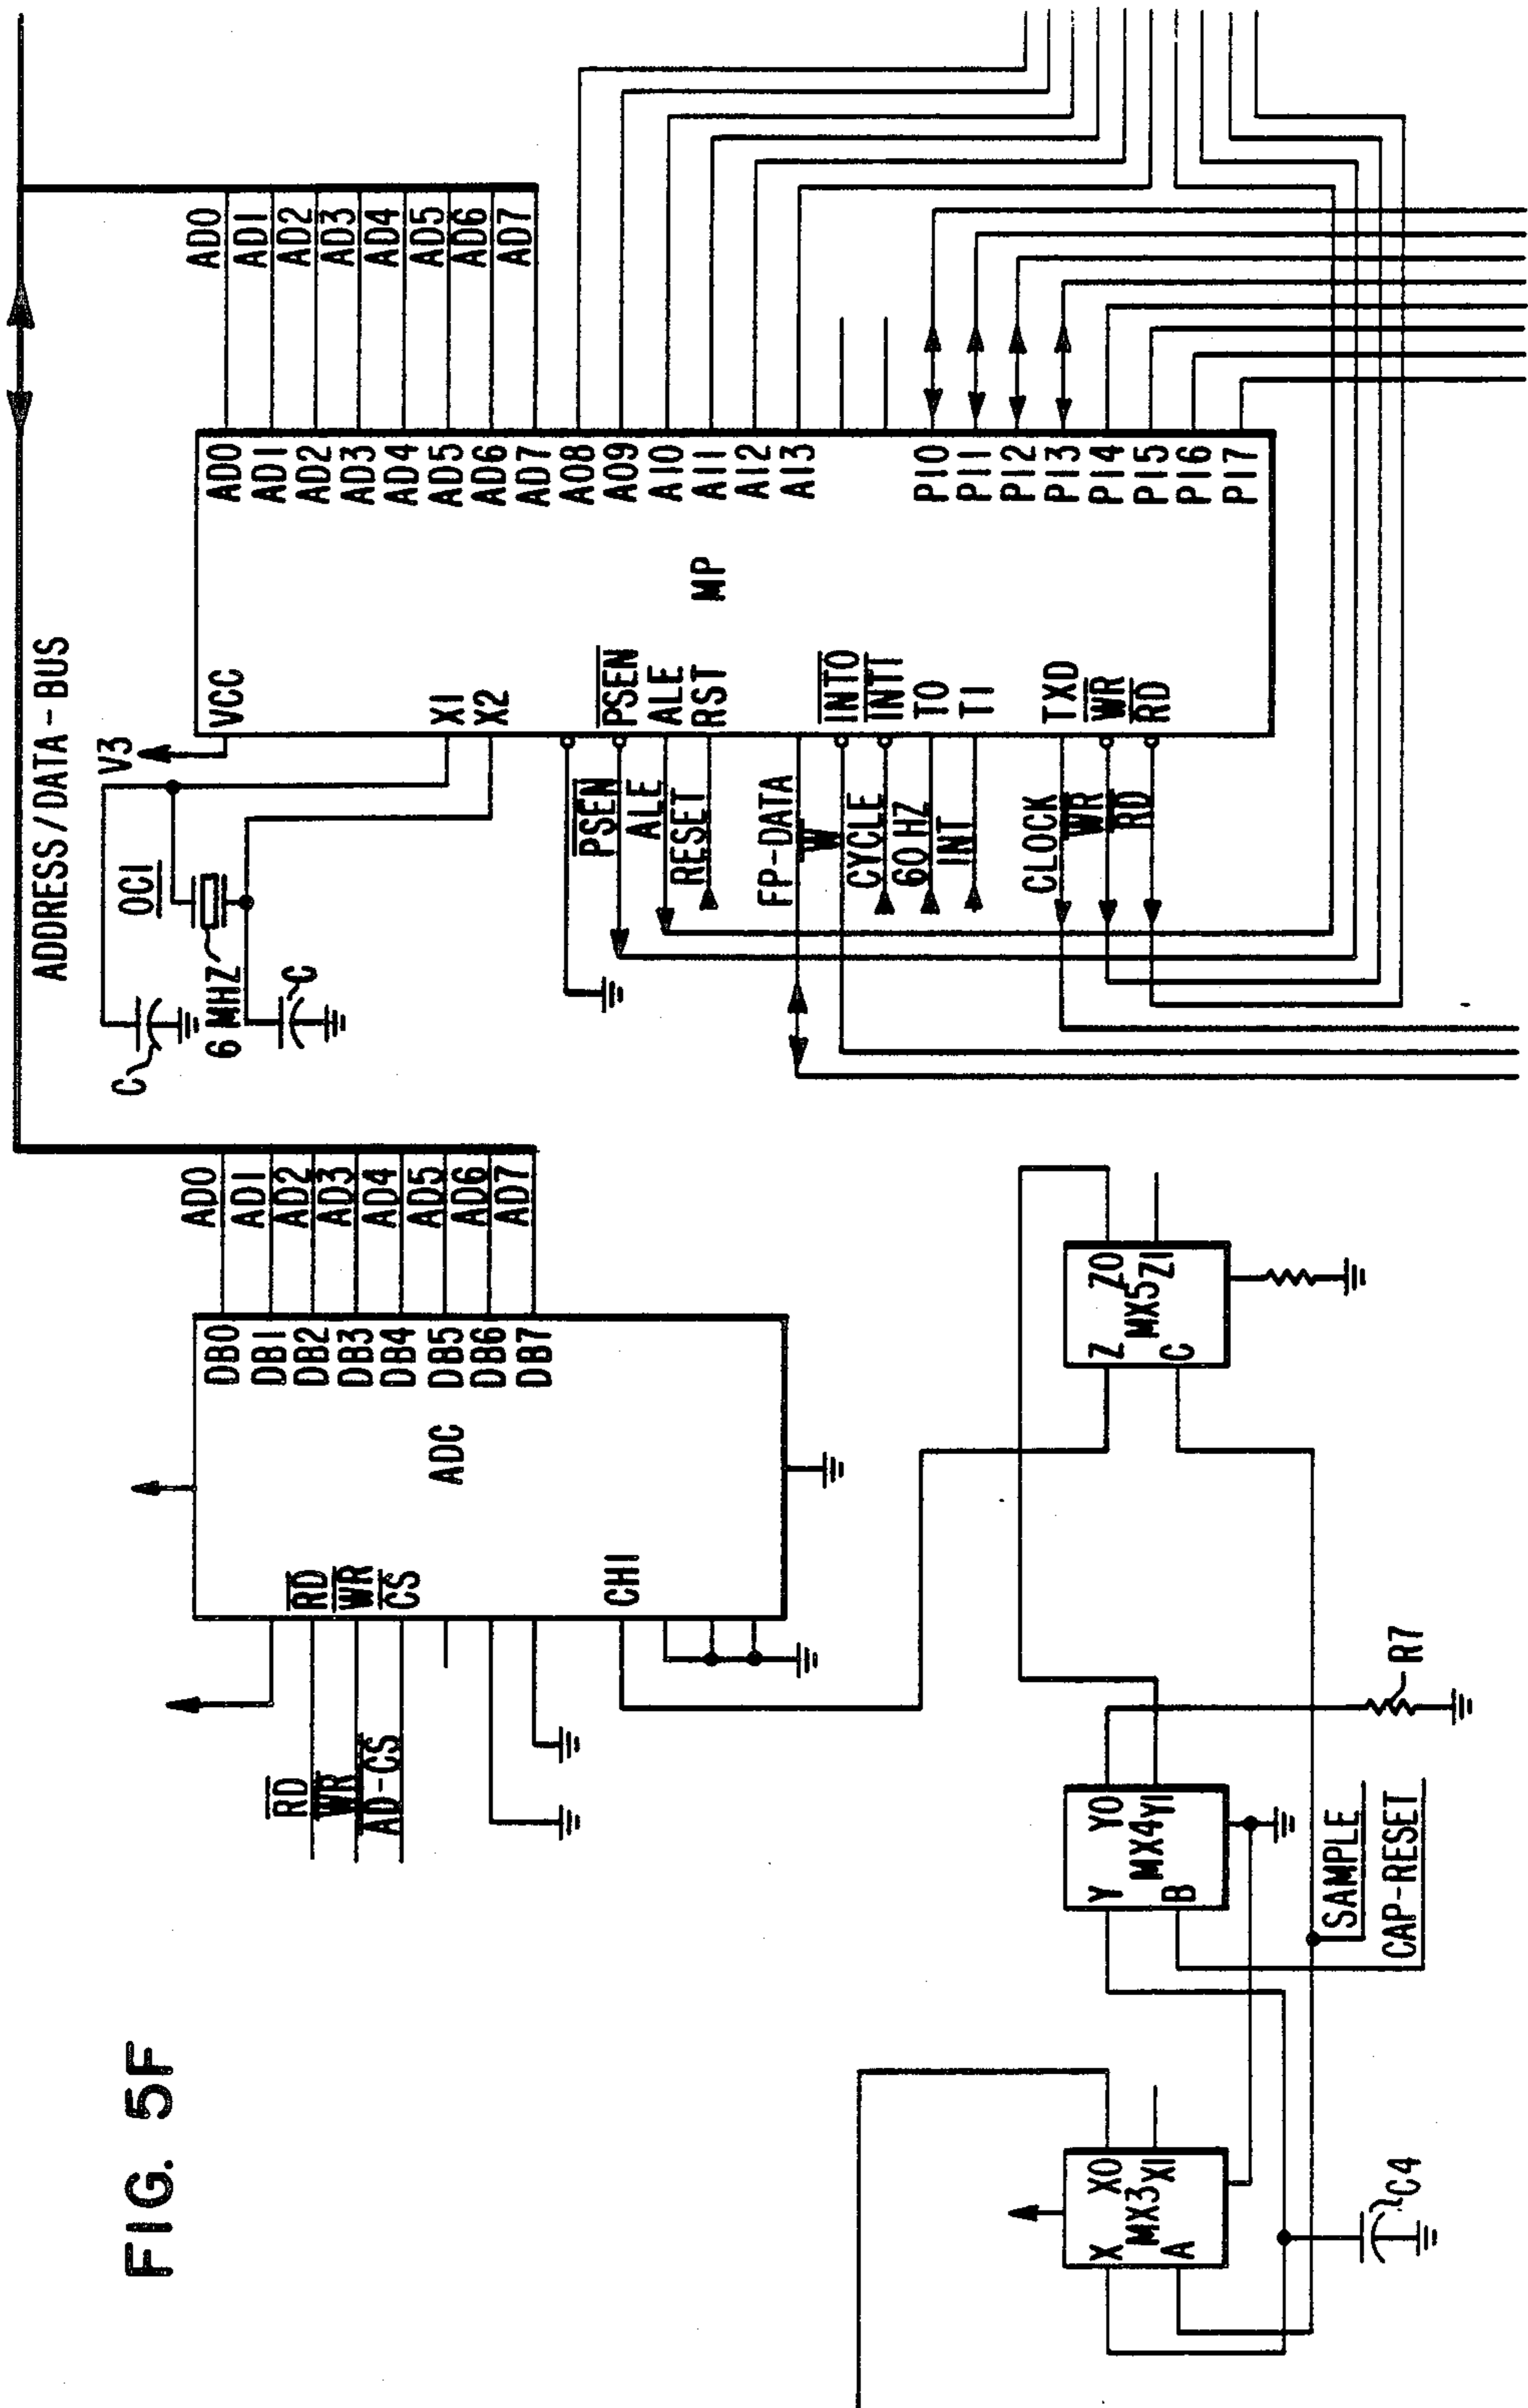 FIG. 5F
ADDRESS/DATA-BUS
RD
WR
AD-CS
RD
WR
CS
CH1
ADC
DB0
DB1
DB2
DB3
DB4
DB5
DB6
DB7
AD0
AD1
AD2
AD3
AD4
AD5
AD6
AD7
C
6 MHZ
C
OC1
V3
PSEN
ALE
RESET
FP-DATA
W
CYCLE
60 HZ
INT
CLOCK
WR
RD
VCC
X1
X2
PSEN
ALE
RST
INT0
INT1
T0
T1
TXD
WR
RD
MP
AD0
AD1
AD2
AD3
AD4
AD5
AD6
AD7
A08
A09
A10
A11
A12
A13
P10
P11
P12
P13
P14
P15
P16
P17
AD0
AD1
AD2
AD3
AD4
AD5
AD6
AD7
X X0
MX3
A X1
C4
Y Y0
MX4
B Y1
SAMPLE
CAP-RESET
R7
Z Z0
MX5
C Z1